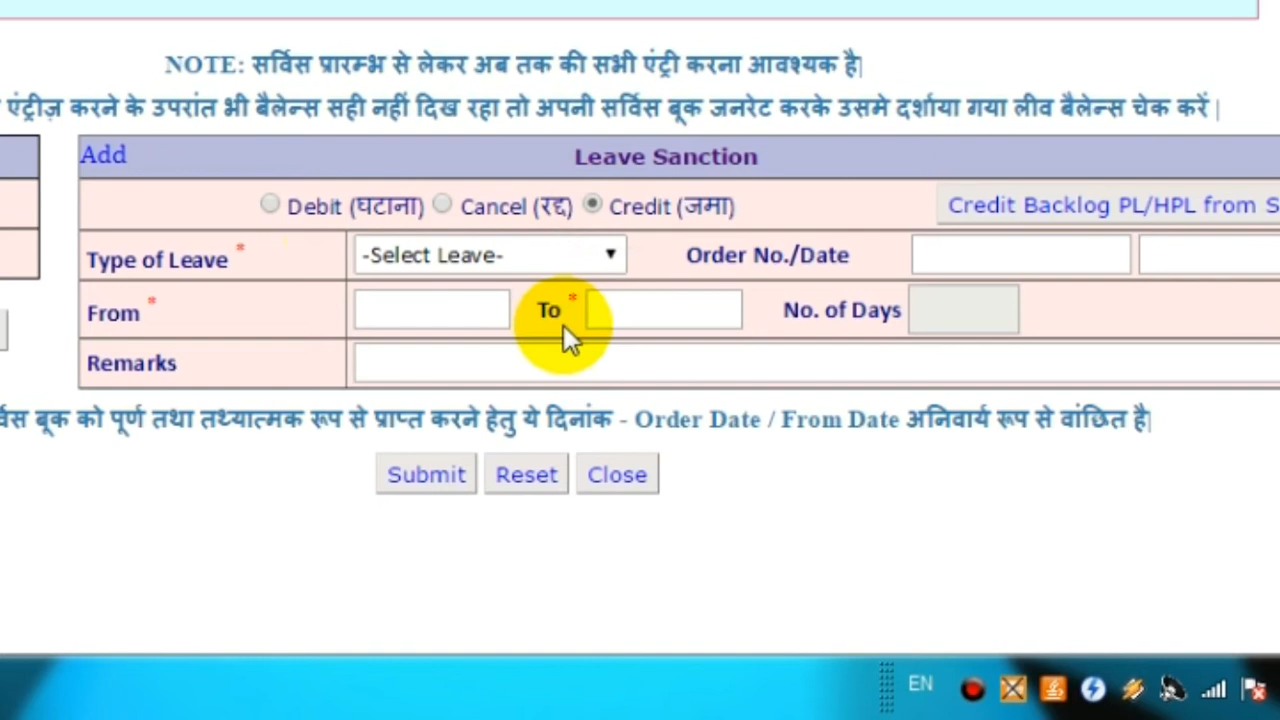 NOTE: सर्विस प्रारम्भ से लेकर अब तक की सभी एंट्री करना आवश्यक है|
एंट्रीज़ करने के उपरांत भी बैलेन्स सही नहीं दिख रहा तो अपनी सर्विस बूक जनरेट करके उसमे दर्शाया गया लीव बैलेन्स चेक करें |
Add Leave Sanction
Debit (घटाना) Cancel (रद्द) Credit (जमा) Credit Backlog PL/HPL from S
Type of Leave * -Select Leave- Order No./Date
From * To * No. of Days
Remarks
बूक को पूर्ण तथा तथ्यात्मक रूप से प्राप्त करने हेतु ये दिनांक - Order Date / From Date अनिवार्य रूप से वांछित है|
Submit Reset Close
EN